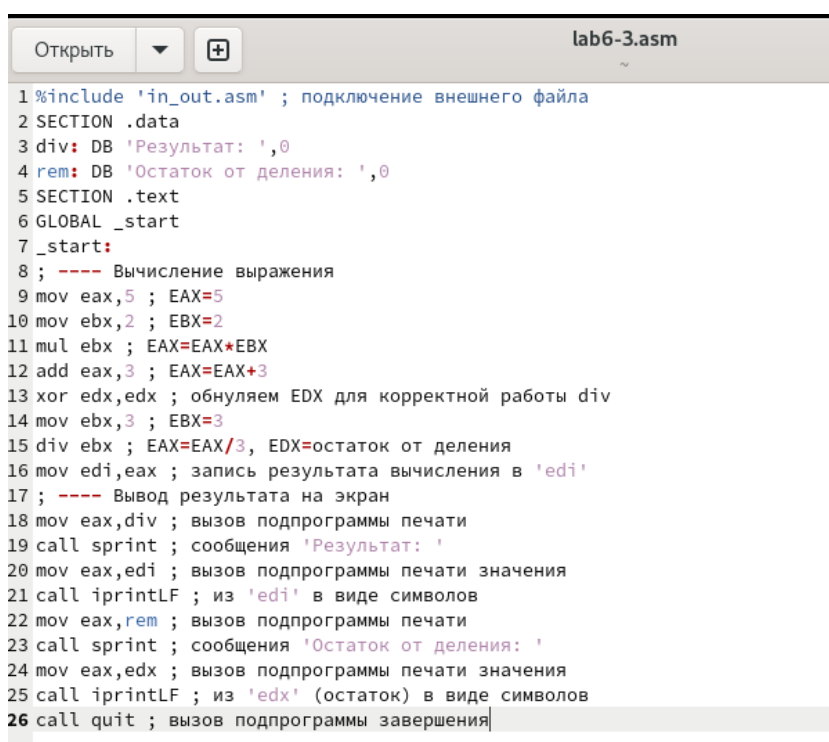 Открыть
lab6-3.asm
~
1 %include 'in_out.asm' ; подключение внешнего файла
2 SECTION .data
3 div: DB 'Результат: ',0
4 rem: DB 'Остаток от деления: ',0
5 SECTION .text
6 GLOBAL _start
7 _start:
8 ; ---- Вычисление выражения
9 mov eax,5 ; EAX=5
10 mov ebx,2 ; EBX=2
11 mul ebx ; EAX=EAX*EBX
12 add eax,3 ; EAX=EAX+3
13 xor edx,edx ; обнуляем EDX для корректной работы div
14 mov ebx,3 ; EBX=3
15 div ebx ; EAX=EAX/3, EDX=остаток от деления
16 mov edi,eax ; запись результата вычисления в 'edi'
17 ; ---- Вывод результата на экран
18 mov eax,div ; вызов подпрограммы печати
19 call sprint ; сообщения 'Результат: '
20 mov eax,edi ; вызов подпрограммы печати значения
21 call iprintLF ; из 'edi' в виде символов
22 mov eax,rem ; вызов подпрограммы печати
23 call sprint ; сообщения 'Остаток от деления: '
24 mov eax,edx ; вызов подпрограммы печати значения
25 call iprintLF ; из 'edx' (остаток) в виде символов
26 call quit ; вызов подпрограммы завершения